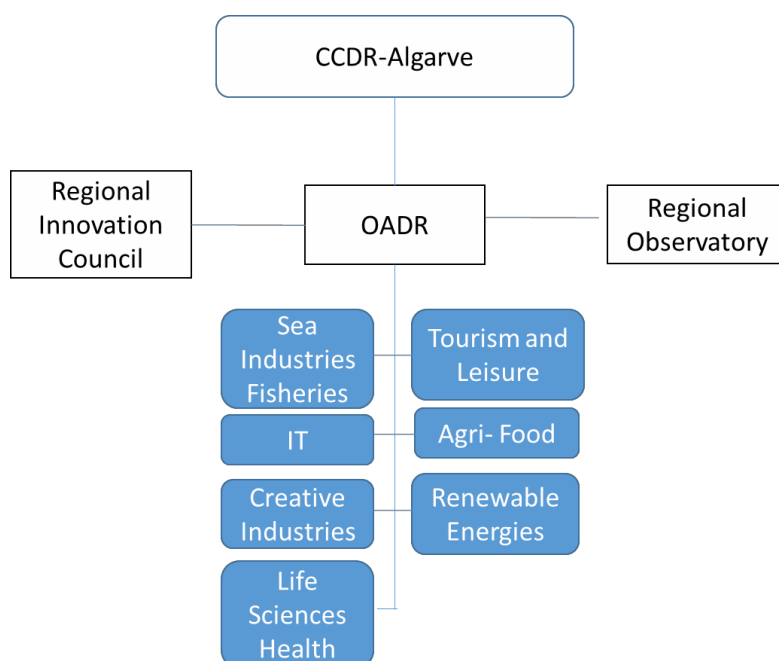 CCDR-Algarve
Regional
Innovation
Council
OADR
Regional
Observatory
Sea
Industries
Fisheries
Tourism and
Leisure
IT
Agri- Food
Creative
Industries
Renewable
Energies
Life
Sciences
Health